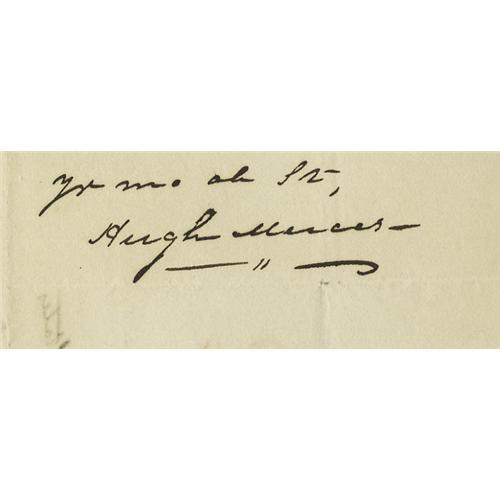 Yr mo ob St,
Hugh Mercer